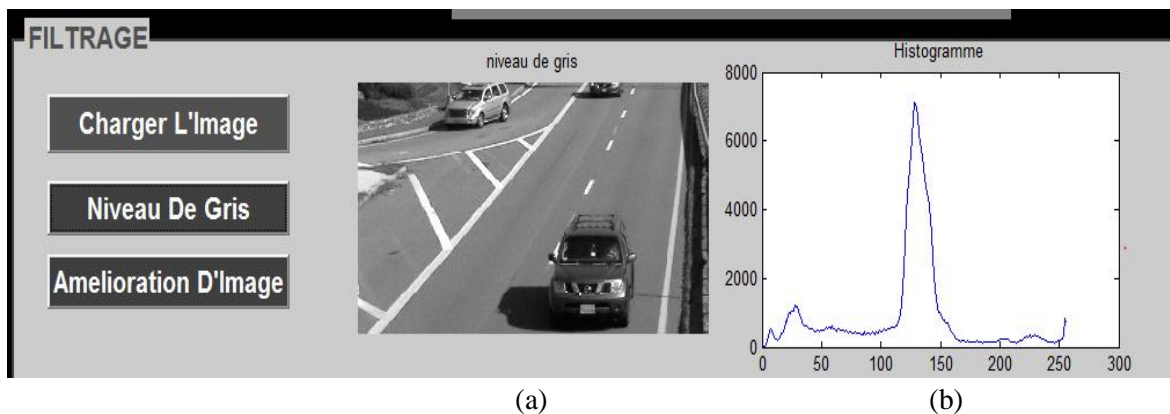 FILTRAGE
Charger L'Image
Niveau De Gris
Amelioration D'Image
niveau de gris
Histogramme
8000
6000
4000
2000
0
0 50 100 150 200 250 300
(a) (b)